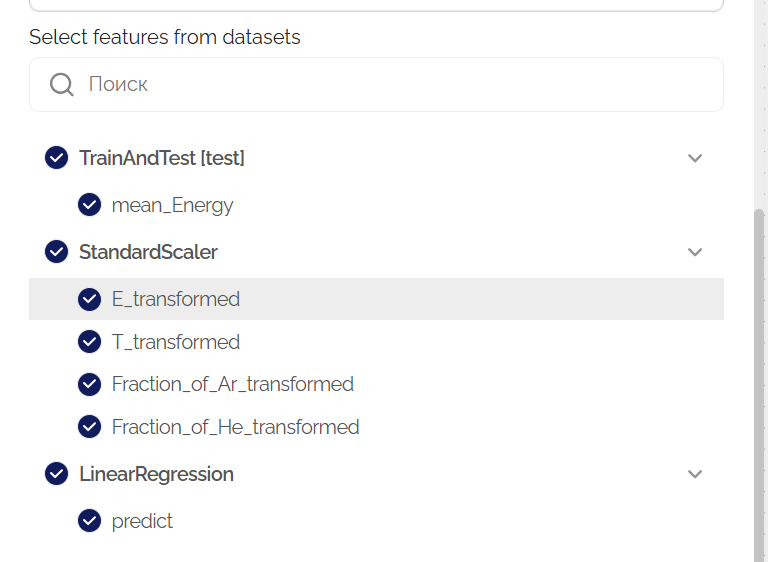 Select features from datasets
Поиск
TrainAndTest [test]
mean_Energy
StandardScaler
E_transformed
T_transformed
Fraction_of_Ar_transformed
Fraction_of_He_transformed
LinearRegression
predict